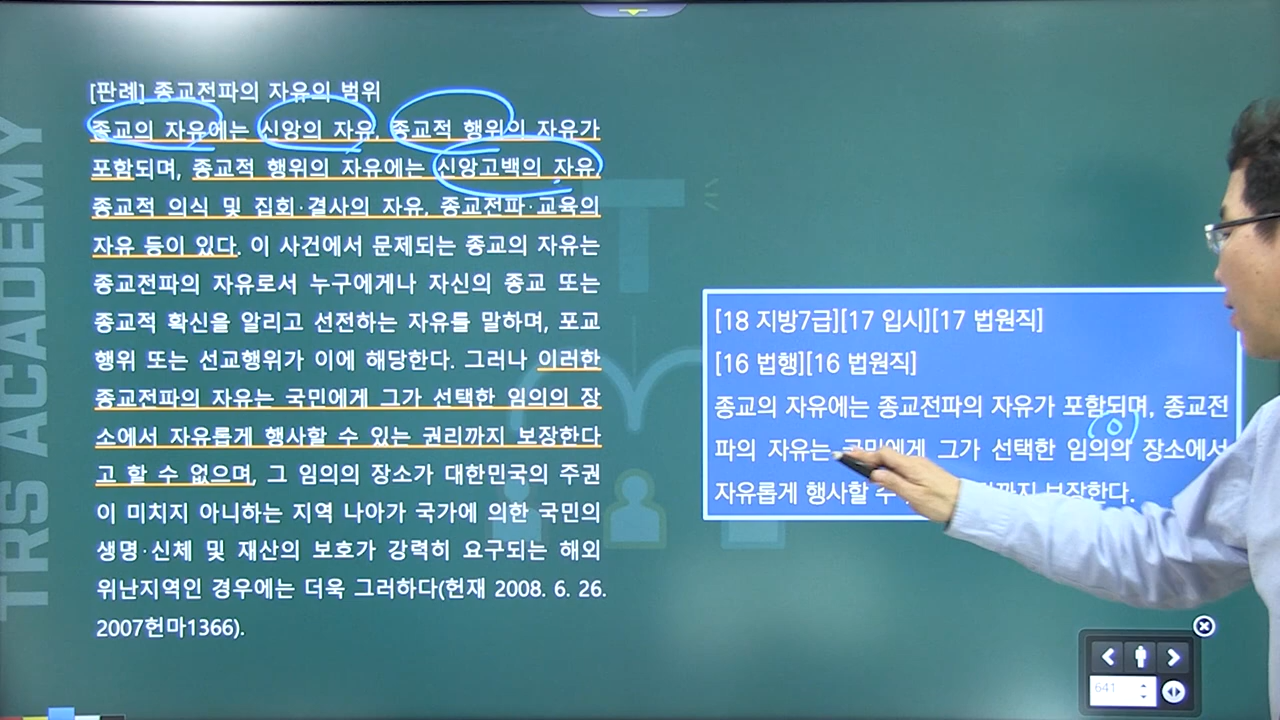 TRS ACADEMY
[판례] 종교전파의 자유의 범위
종교의 자유에는 신앙의 자유, 종교적 행위의 자유가
포함되며, 종교적 행위의 자유에는 신앙고백의 자유,
종교적 의식 및 집회·결사의 자유, 종교전파·교육의
자유 등이 있다. 이 사건에서 문제되는 종교의 자유는
종교전파의 자유로서 누구에게나 자신의 종교 또는
종교적 확신을 알리고 선전하는 자유를 말하며, 포교
행위 또는 선교행위가 이에 해당한다. 그러나 이러한
종교전파의 자유는 국민에게 그가 선택한 임의의 장
소에서 자유롭게 행사할 수 있는 권리까지 보장한다
고 할 수 없으며, 그 임의의 장소가 대한민국의 주권
이 미치지 아니하는 지역 나아가 국가에 의한 국민의
생명·신체 및 재산의 보호가 강력히 요구되는 해외
위난지역인 경우에는 더욱 그러하다(헌재 2008. 6. 26.
2007헌마1366).
[18 지방7급][17 입시][17 법원직]
[16 법행][16 법원직]
종교의 자유에는 종교전파의 자유가 포함되며, 종교전
파의 자유는 국민에게 그가 선택한 임의의 장소에서
자유롭게 행사할 수 보장한다.
641